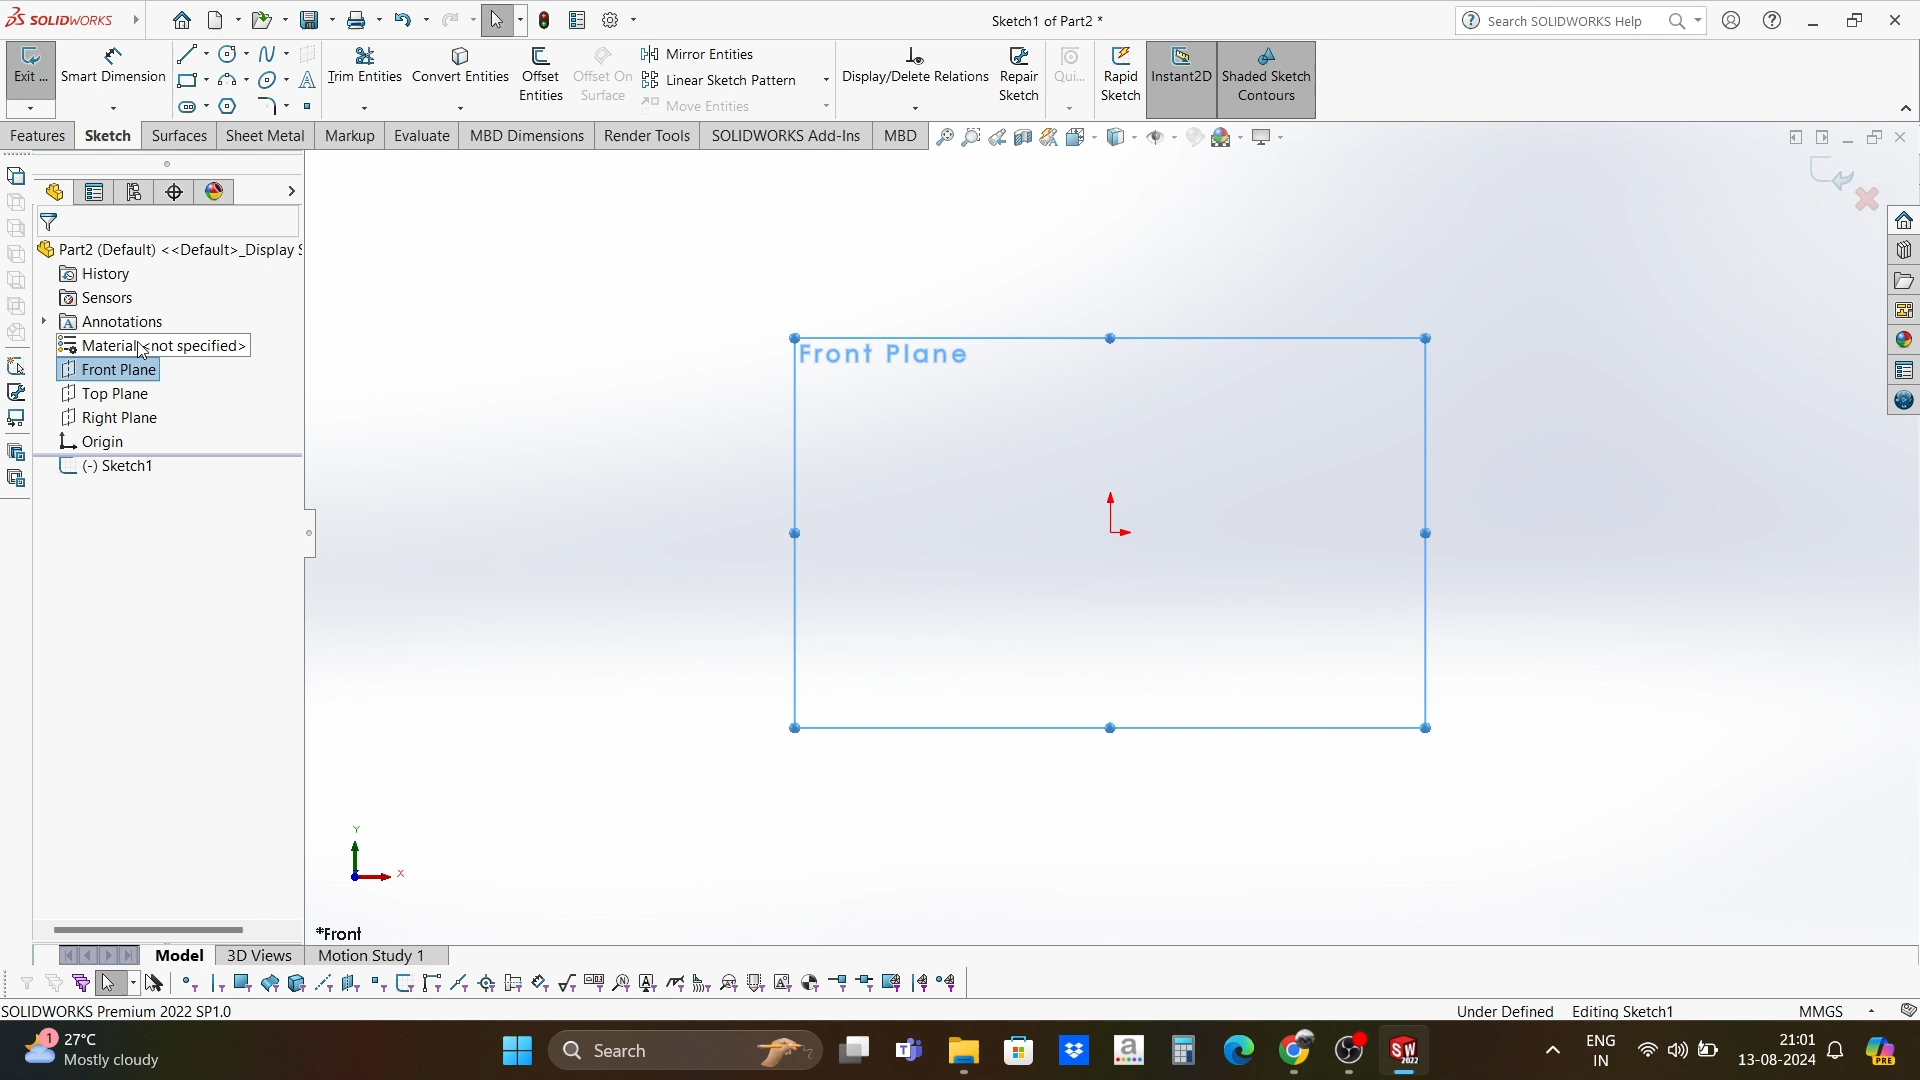 SOLIDWORKS
Sketch1 of Part2 *
Search SOLIDWORKS Help
Exit ...
Smart Dimension
Trim Entities
Convert Entities
Offset Entities
Offset On Surface
Mirror Entities
Linear Sketch Pattern
Move Entities
Display/Delete Relations
Repair Sketch
Qui...
Rapid Sketch
Instant2D
Shaded Sketch Contours
Features
Sketch
Surfaces
Sheet Metal
Markup
Evaluate
MBD Dimensions
Render Tools
SOLIDWORKS Add-Ins
MBD
Part2 (Default) <<Default>_Display S
History
Sensors
Annotations
Material <not specified>
Front Plane
Top Plane
Right Plane
Origin
(-) Sketch1
Front Plane
Y
X
*Front
Model
3D Views
Motion Study 1
SOLIDWORKS Premium 2022 SP1.0
Under Defined
Editing Sketch1
MMGS
1
27°C
Mostly cloudy
Search
SW
2022
ENG
IN
21:01
13-08-2024
PRE